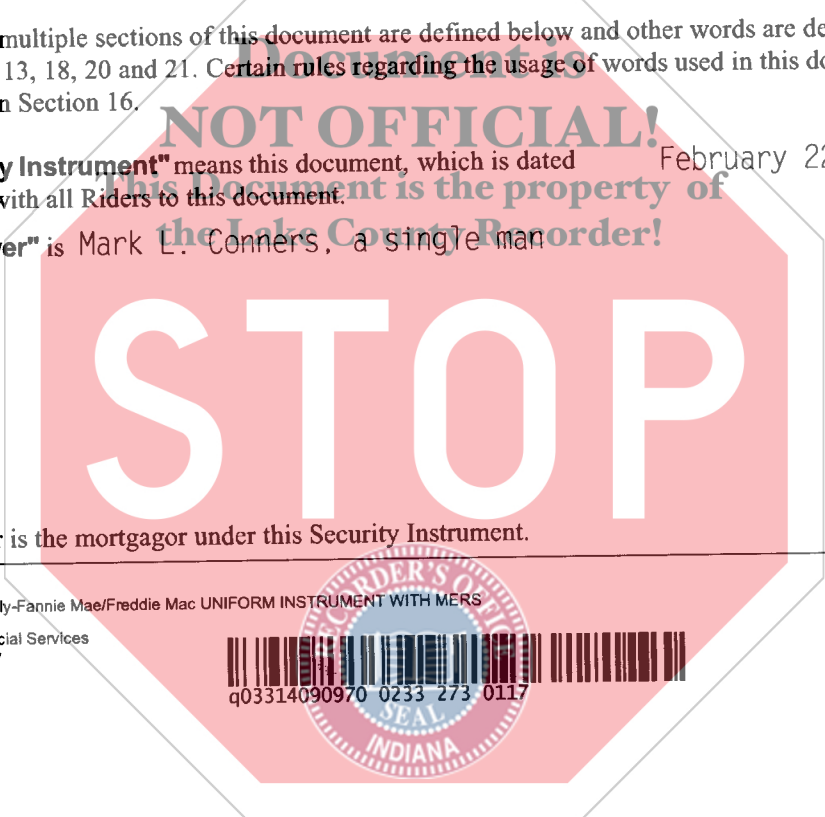 multiple sections of this document are defined below and other words are de
13, 18, 20 and 21. Certain rules regarding the usage of words used in this do
n Section 16.
Document is
NOT OFFICIAL!
y Instrument" means this document, which is dated February 22
This Document is the property of
with all Riders to this document.
the Lake County Recorder!
er" is Mark L. Conners, a single man
STOP
r is the mortgagor under this Security Instrument.
ly-Fannie Mae/Freddie Mac UNIFORM INSTRUMENT WITH MERS
cial Services
q03314090970 0233 273 0117
RECORDER'S OFFICE
SEAL
INDIANA